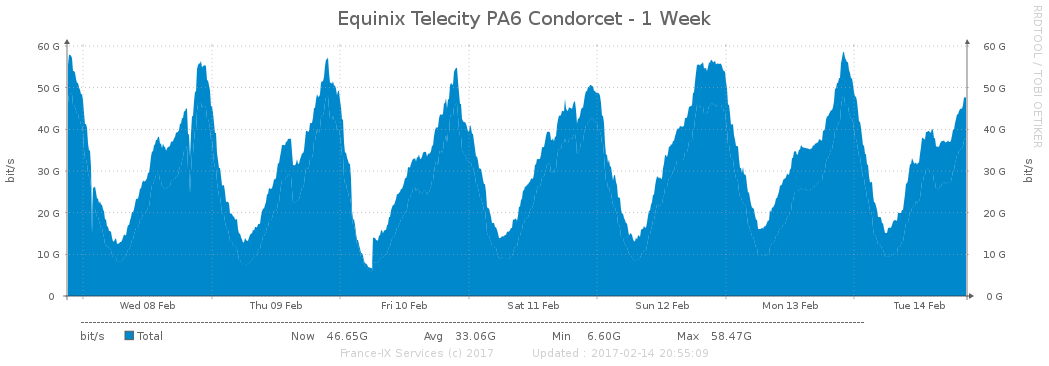 Equinix Telecity PA6 Condorcet - 1 Week
RRDTOOL / TOBI OETIKER
bit/s
60 G 60 G
50 G 50 G
40 G 40 G
30 G 30 G
20 G 20 G
10 G 10 G
0 0 G
bit/s
Wed 08 Feb Thu 09 Feb Fri 10 Feb Sat 11 Feb Sun 12 Feb Mon 13 Feb Tue 14 Feb
bit/s Total Now 46.65G Avg 33.06G Min 6.60G Max 58.47G
France-IX Services (c) 2017 Updated : 2017-02-14 20:55:09